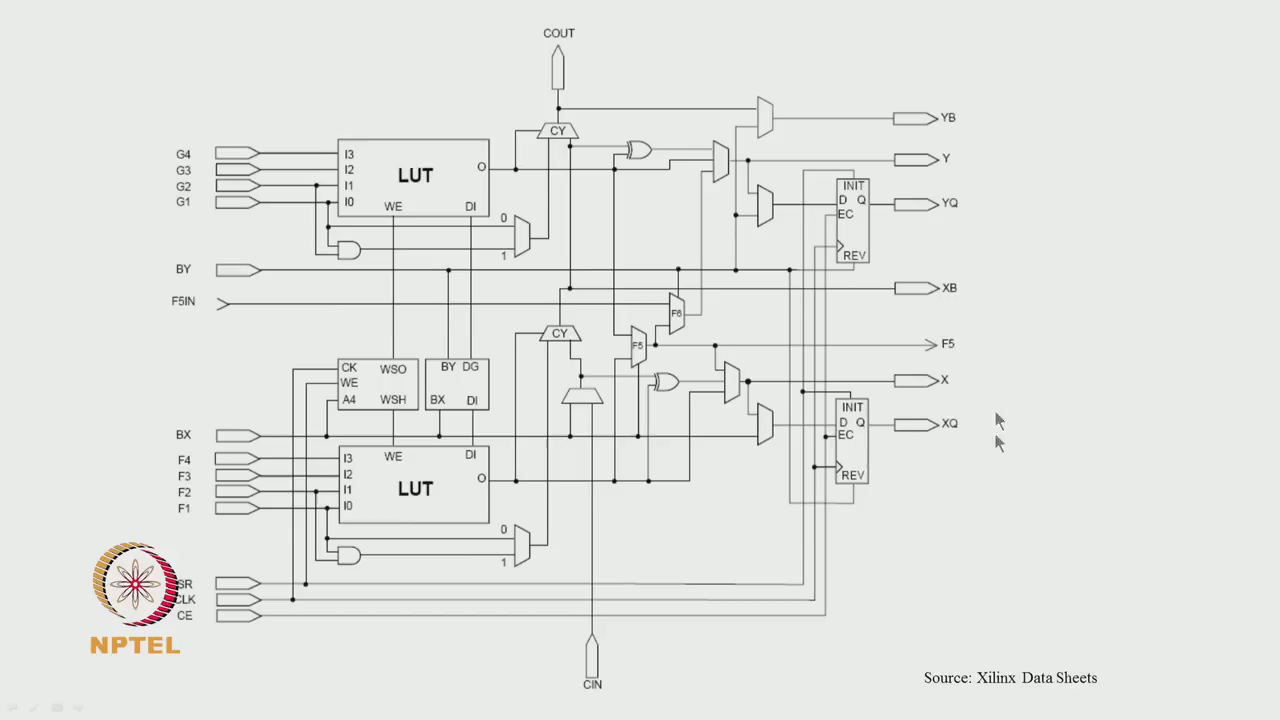 COUT
YB
CY
G4 I3
G3 I2 O Y
LUT
G2 I1 INIT
G1 I0 D Q YQ
WE DI EC
0
1 REV
BY
XB
F5IN
F6
CY
F5 F5
CK WSO BY DG
WE X
A4 WSH BX DI INIT
D Q XQ
BX EC
F4 I3 WE DI
F3 I2 O REV
LUT
F2 I1
F1 I0
0
1
SR
CLK
CE
NPTEL
CIN
Source: Xilinx Data Sheets